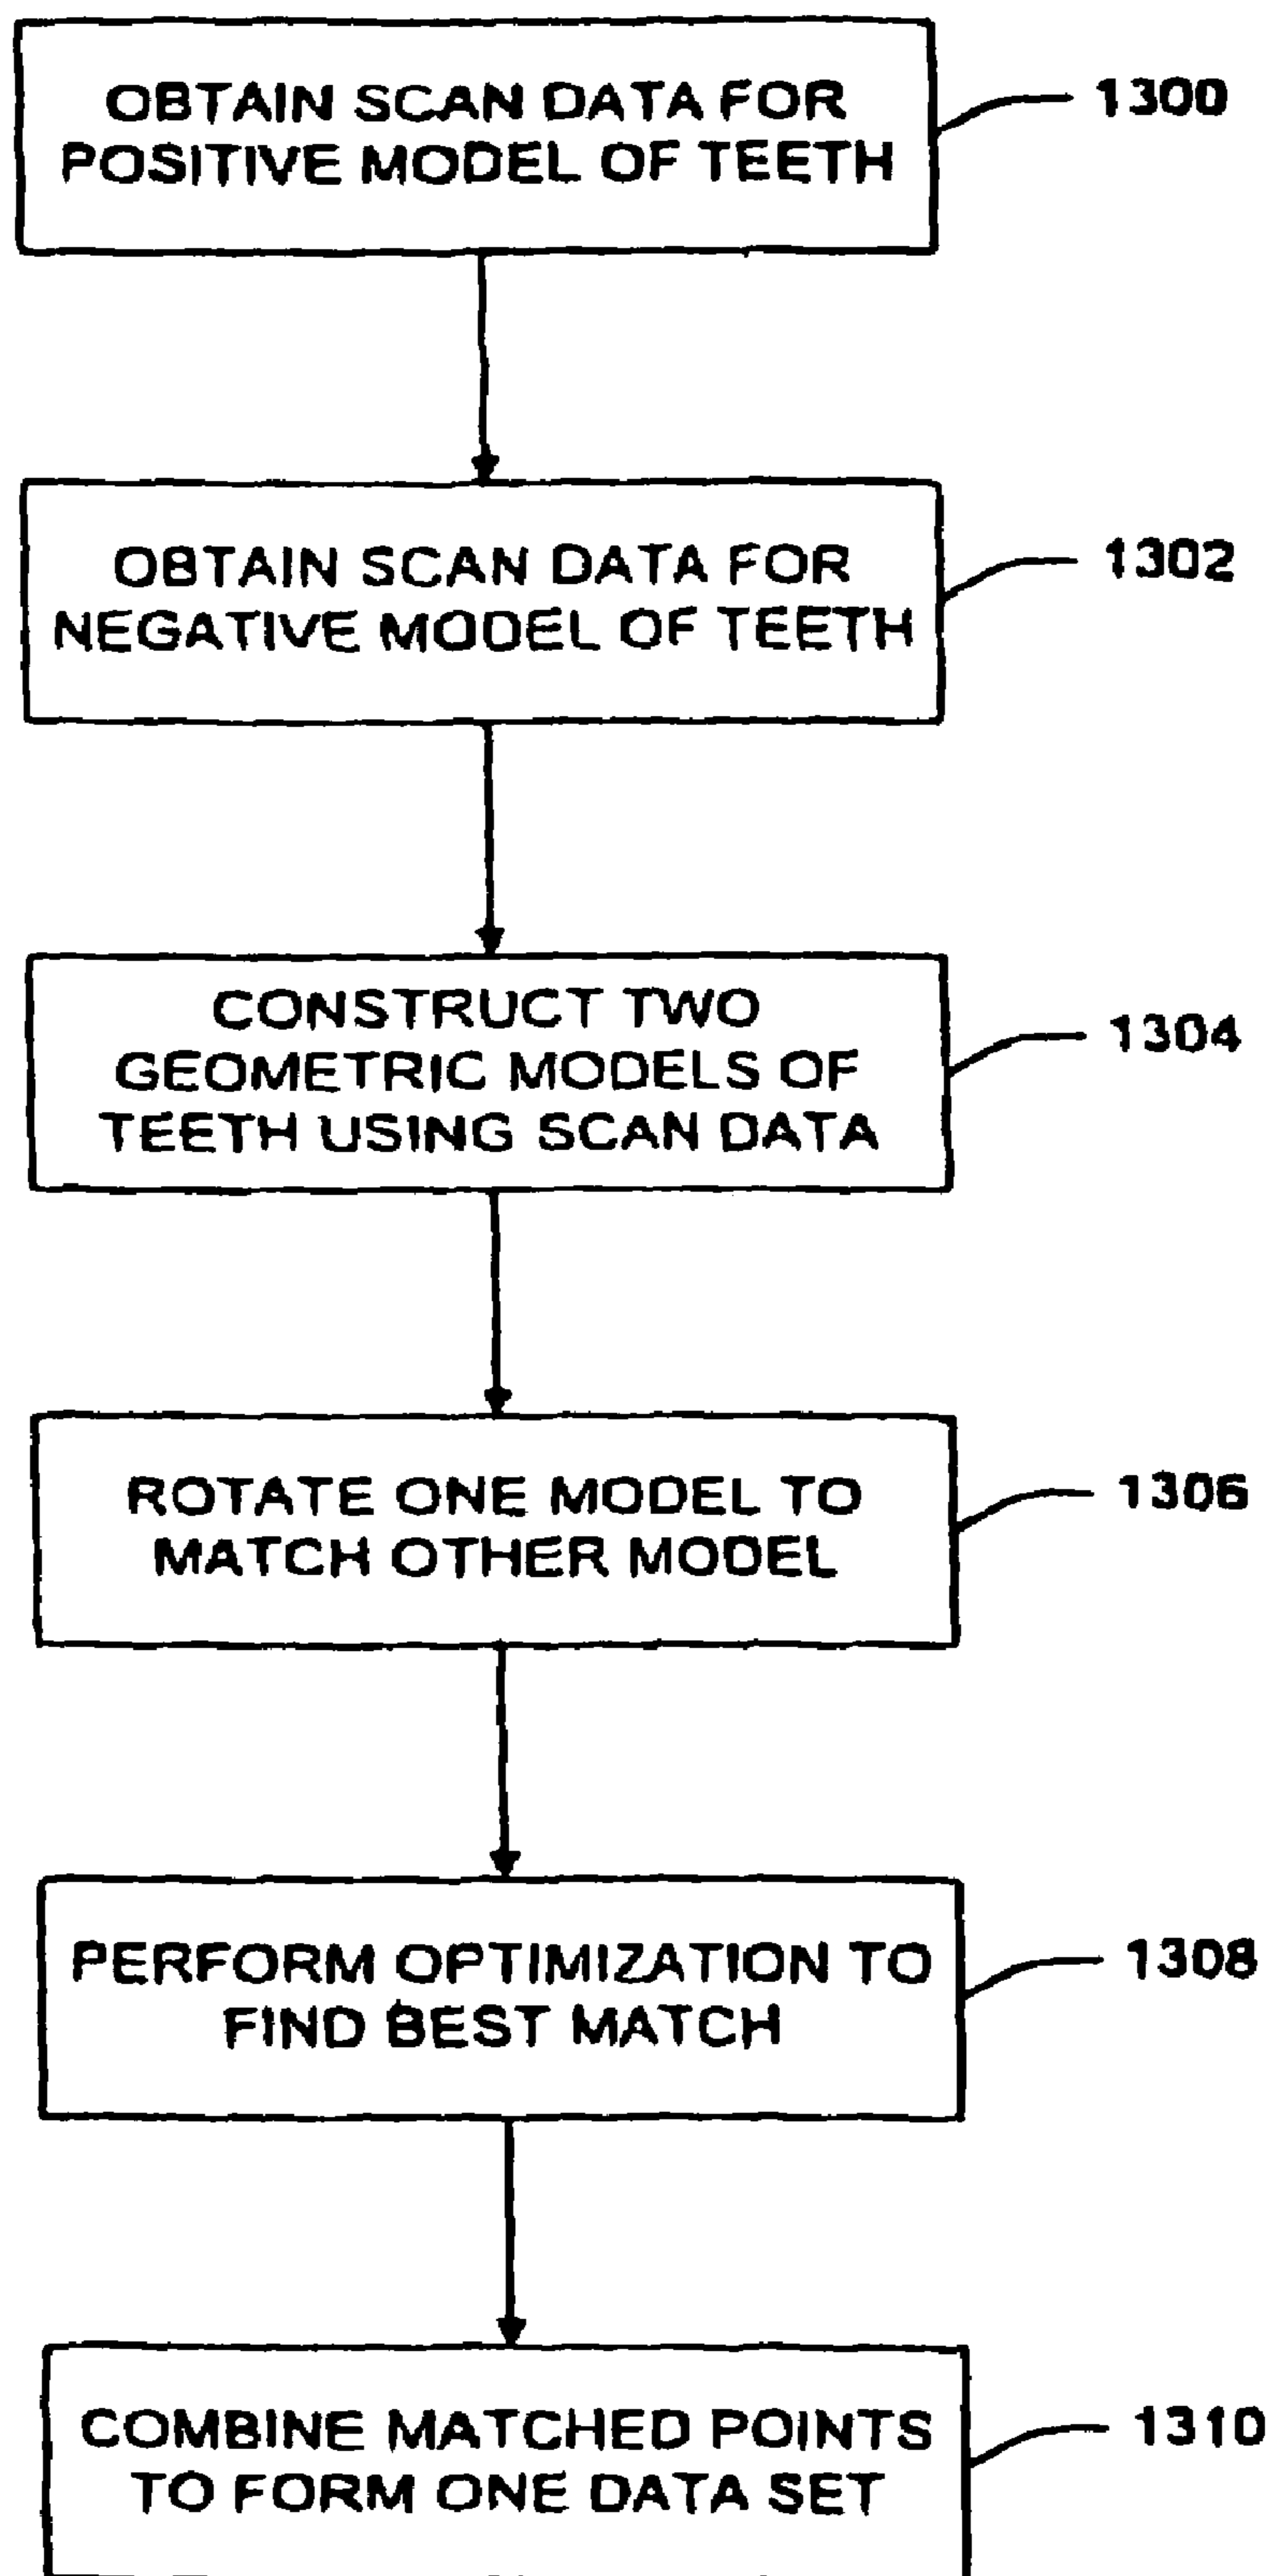 OBTAIN SCAN DATA FOR
POSITIVE MODEL OF TEETH
1300
OBTAIN SCAN DATA FOR
NEGATIVE MODEL OF TEETH
1302
CONSTRUCT TWO
GEOMETRIC MODELS OF
TEETH USING SCAN DATA
1304
ROTATE ONE MODEL TO
MATCH OTHER MODEL
1306
PERFORM OPTIMIZATION TO
FIND BEST MATCH
1308
COMBINE MATCHED POINTS
TO FORM ONE DATA SET
1310